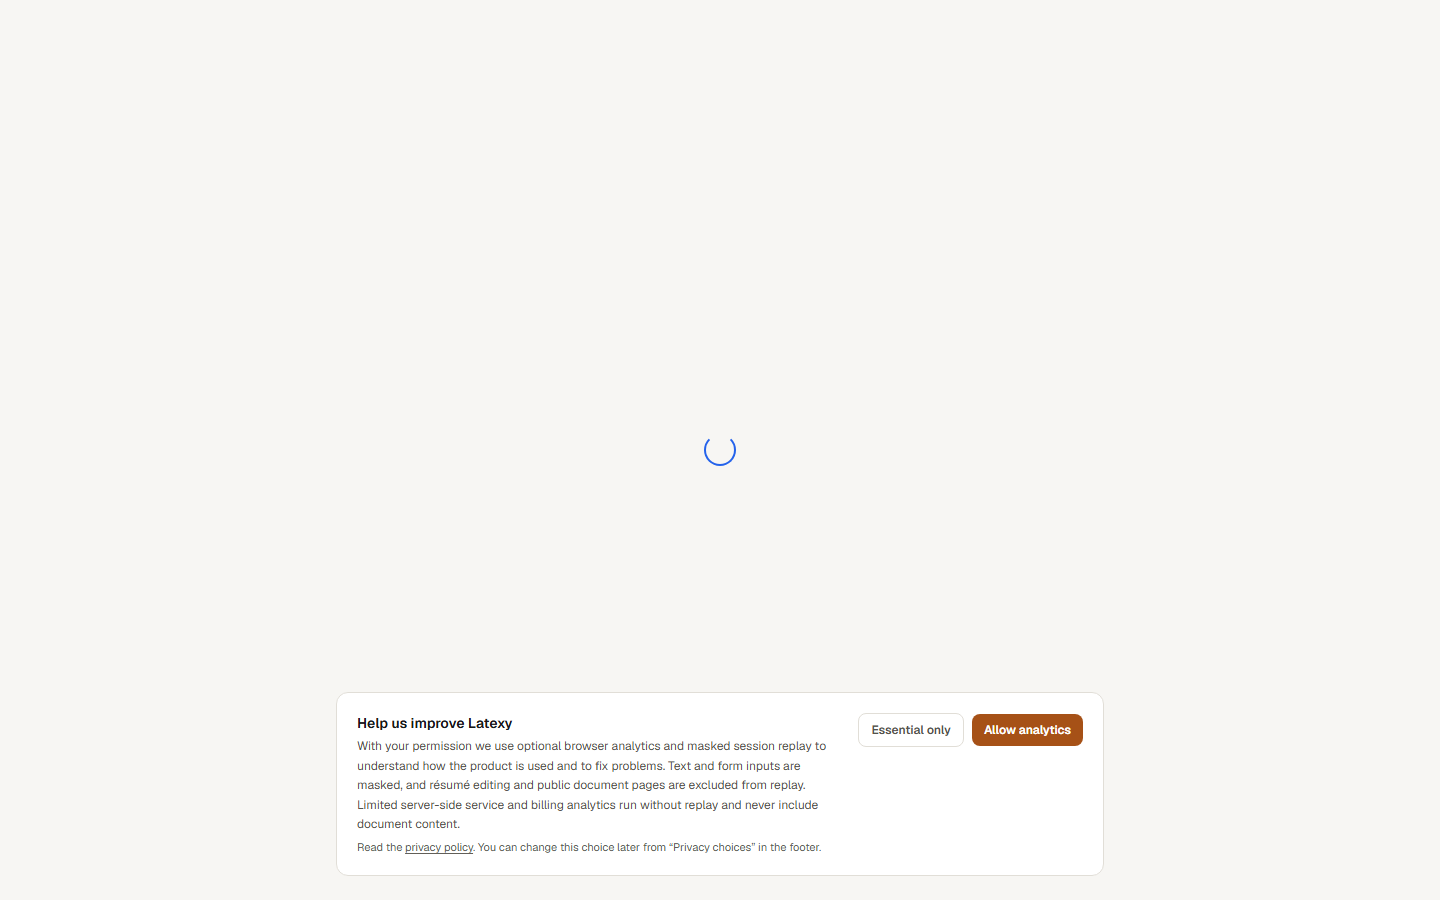 Help us improve Latexy
With your permission we use optional browser analytics and masked session replay to
understand how the product is used and to fix problems. Text and form inputs are
masked, and résumé editing and public document pages are excluded from replay.
Limited server-side service and billing analytics run without replay and never include
document content.
Read the privacy policy. You can change this choice later from “Privacy choices” in the footer.
Essential only
Allow analytics